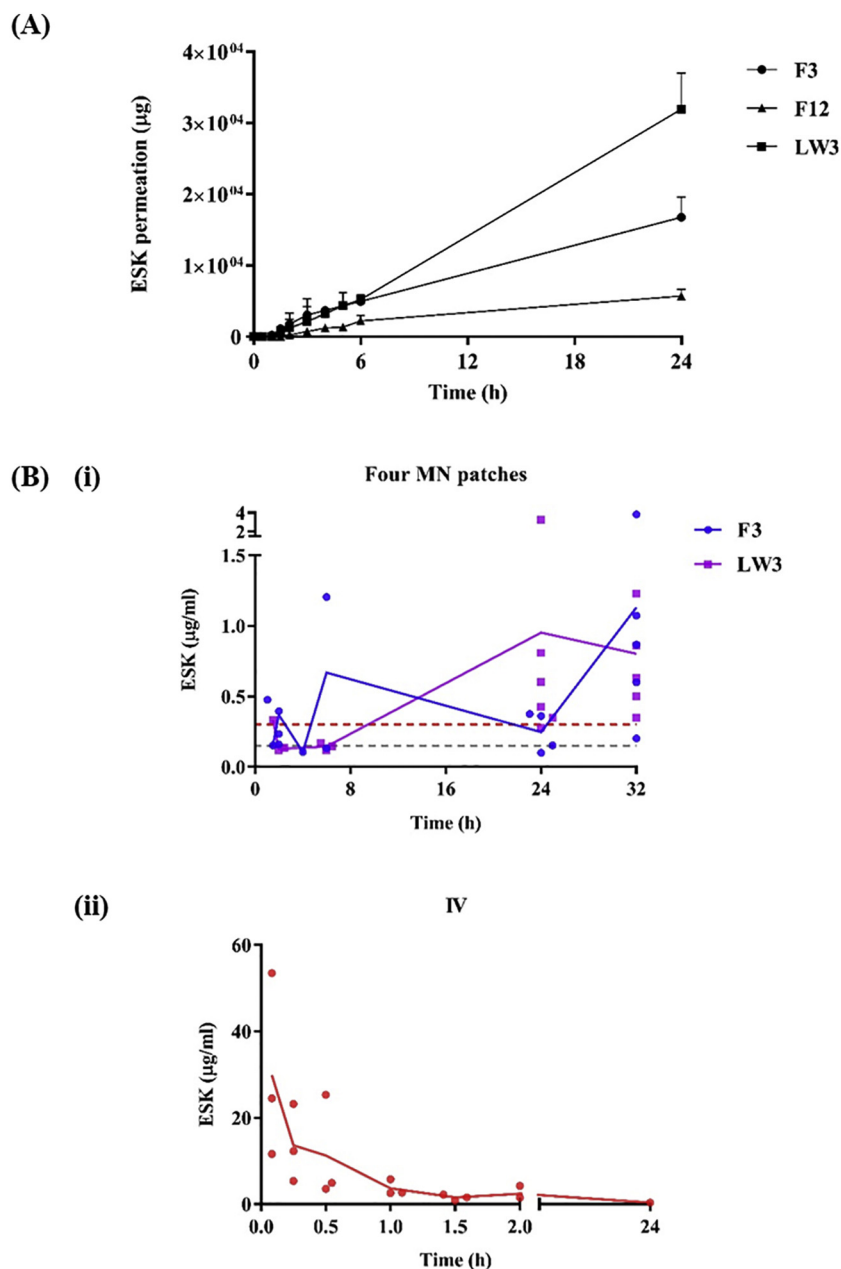 (A)
4×10⁰⁴
3×10⁰⁴
2×10⁰⁴
1×10⁰⁴
0
ESK permeation (µg)
0 6 12 18 24
Time (h)
F3
F12
LW3
(B) (i)
Four MN patches
4
2
1.5
1.0
0.5
0.0
ESK (µg/ml)
0 8 16 24 32
Time (h)
F3
LW3
(ii)
IV
60
40
20
0
ESK (µg/ml)
0.0 0.5 1.0 1.5 2.0 24
Time (h)